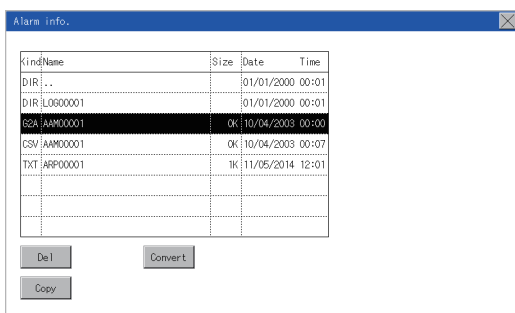 Alarm info.
Kind Name Size Date Time
DIR .. 01/01/2000 00:01
DIR LOG00001 01/01/2000 00:01
G2A AAM00001 0K 10/04/2003 00:00
CSV AAM00001 0K 10/04/2003 00:07
TXT ARP00001 1K 11/05/2014 12:01
Del Convert
Copy